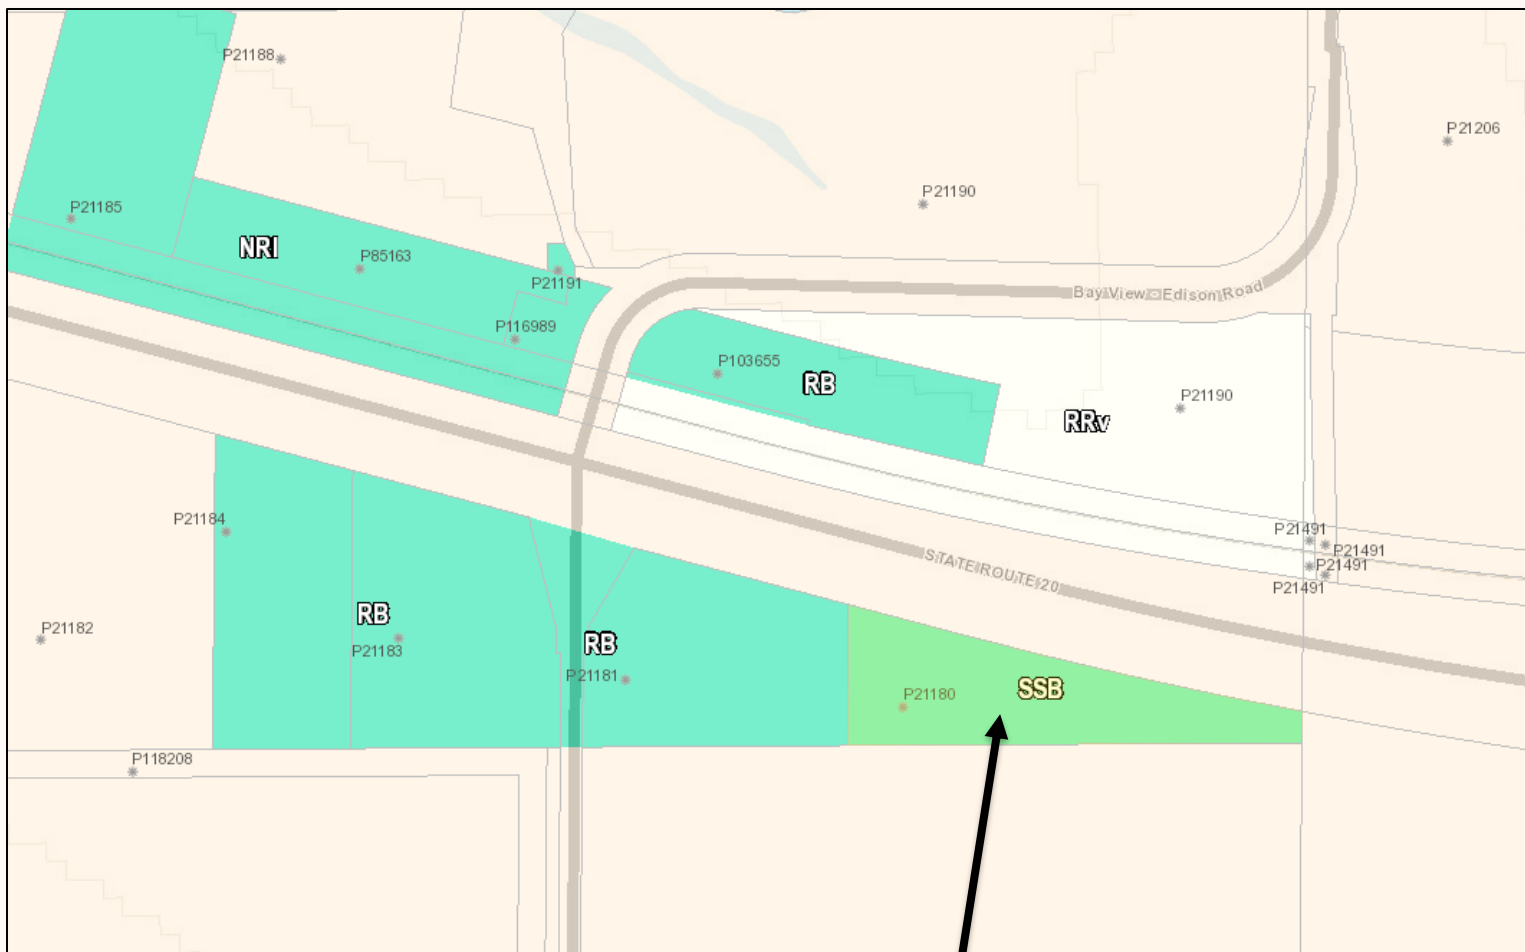 P21188
P21206
P21190
P21185
NRI
P85163
P21191
Bay View - Edison Road
P116989
P103655
RB
P21190
RRv
P21184
P21491
P21491
STATE ROUTE 20
P21491
P21491
RB
P21182
RB
P21183
P21181
P21180
SSB
P118208